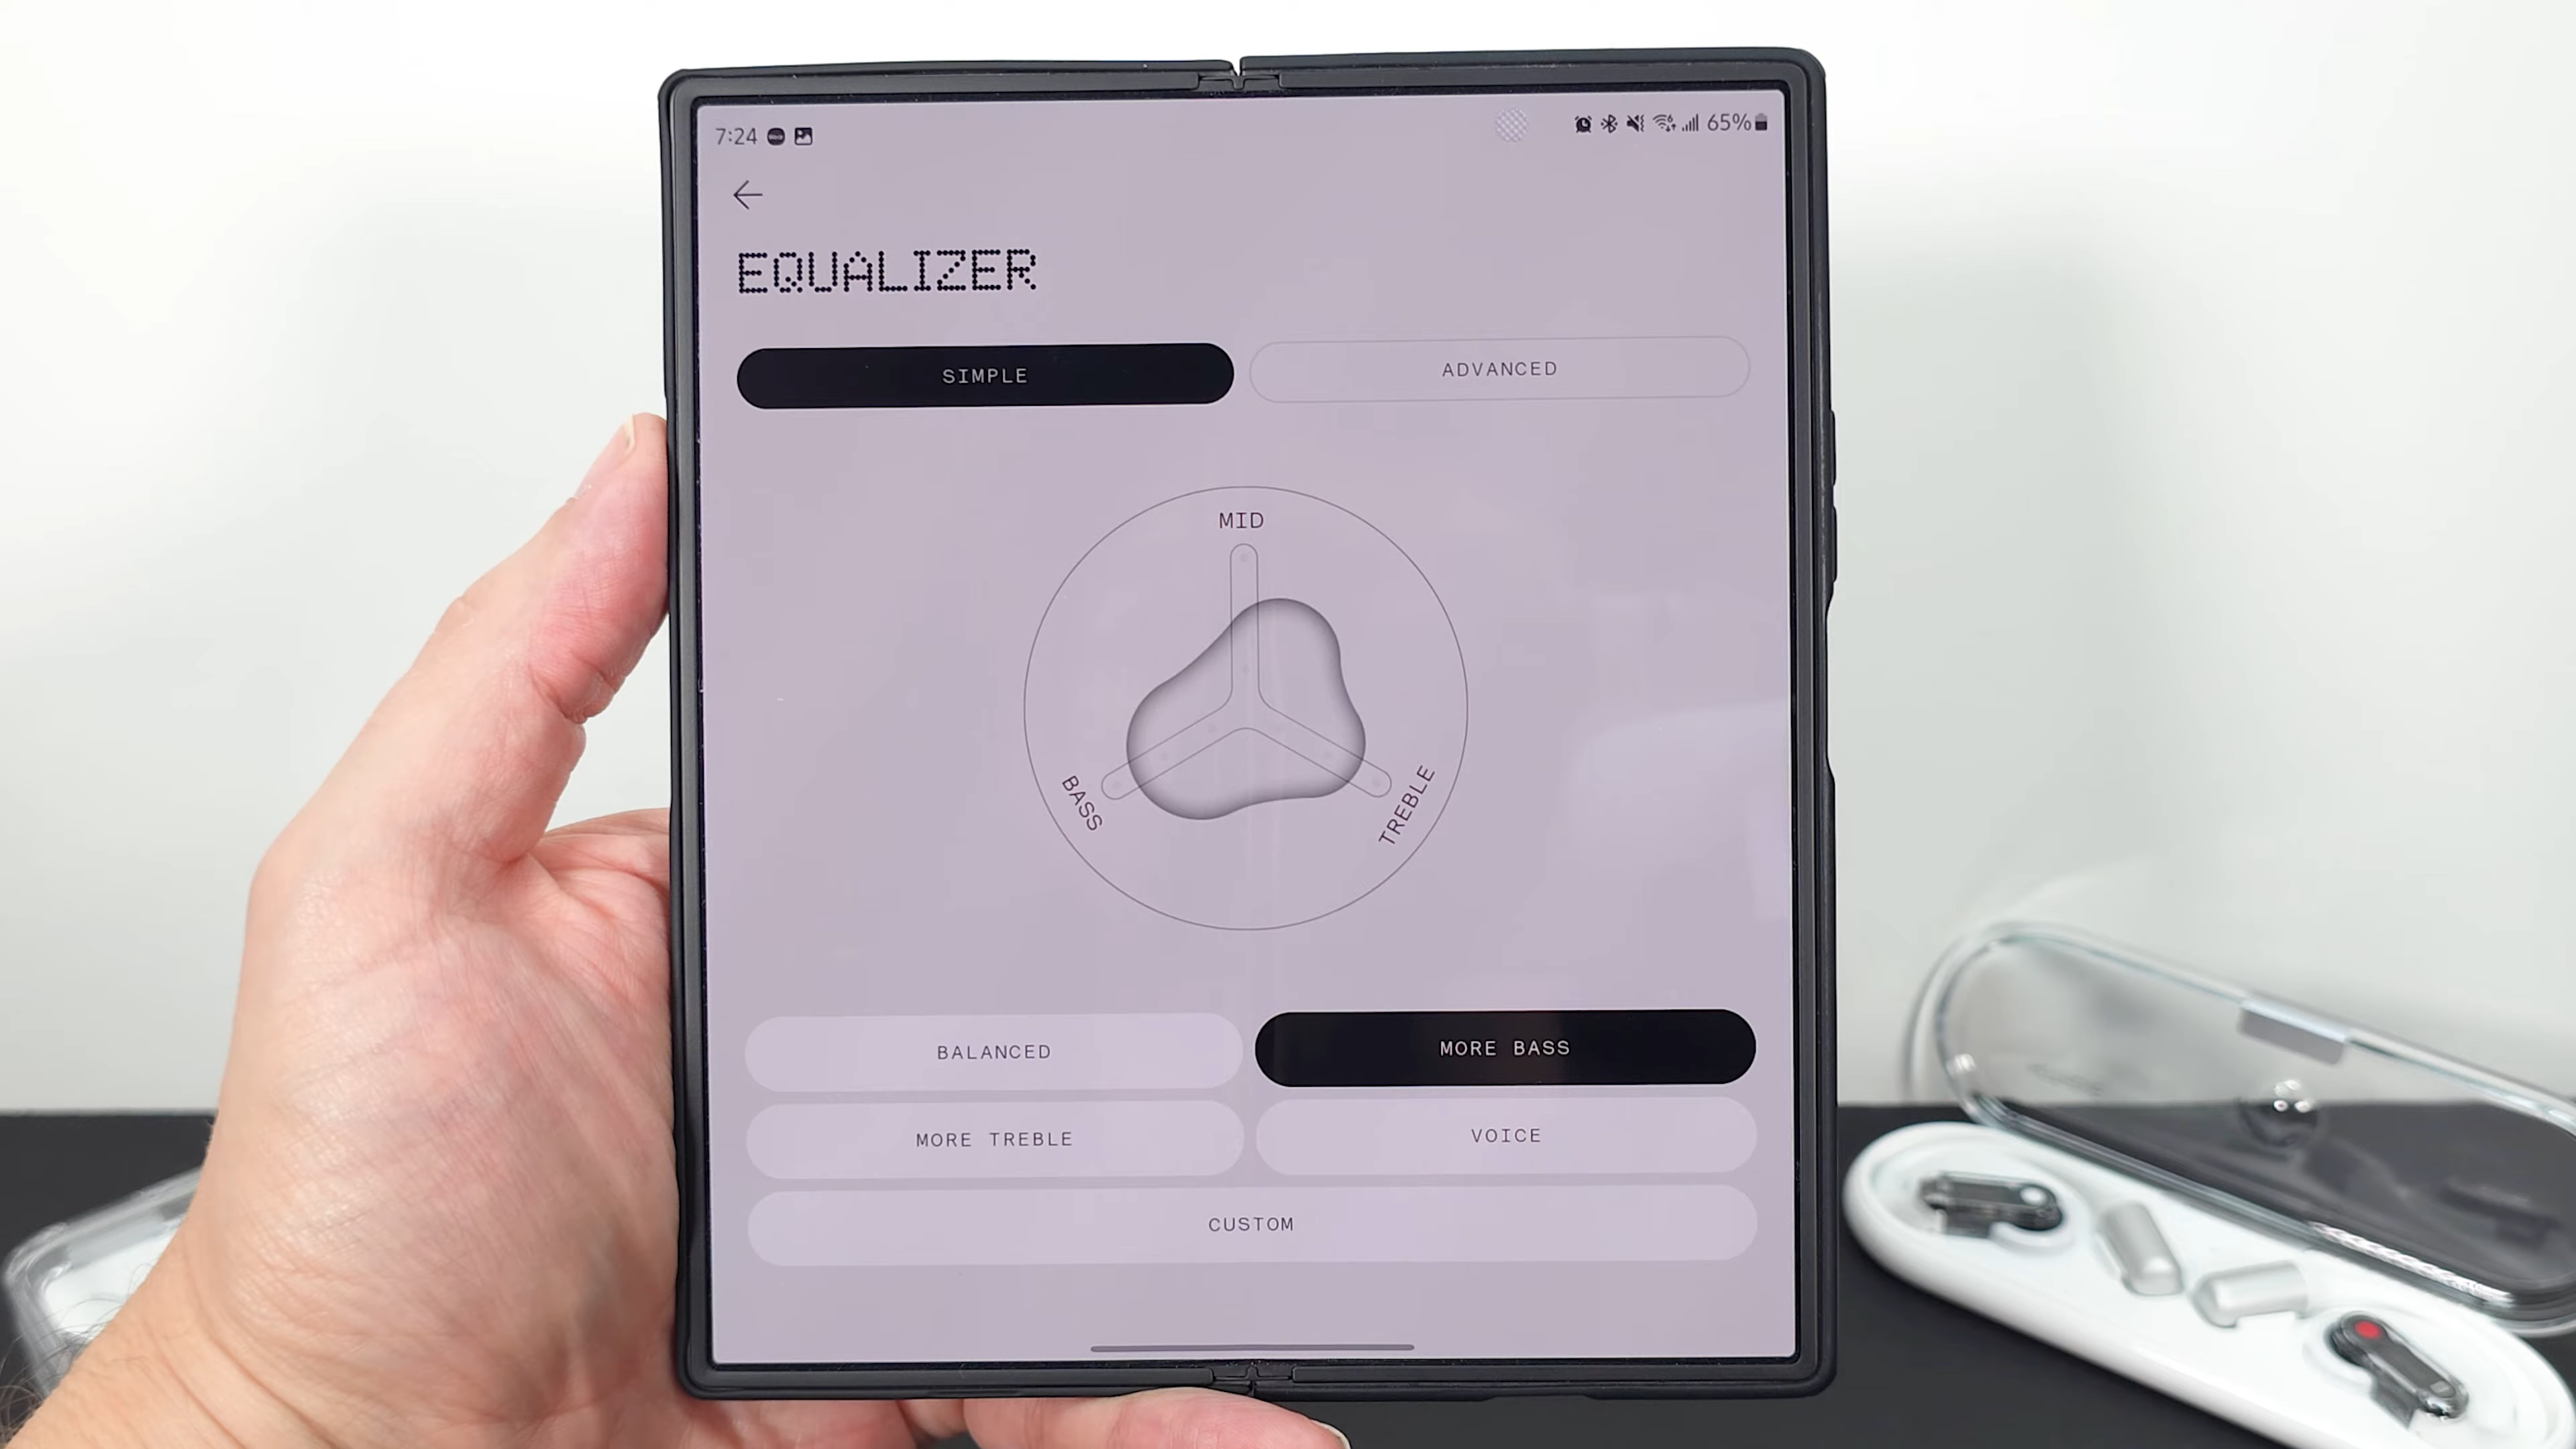 7:24
65%
EQUALIZER
SIMPLE
ADVANCED
MID
BASS
TREBLE
BALANCED
MORE BASS
MORE TREBLE
VOICE
CUSTOM